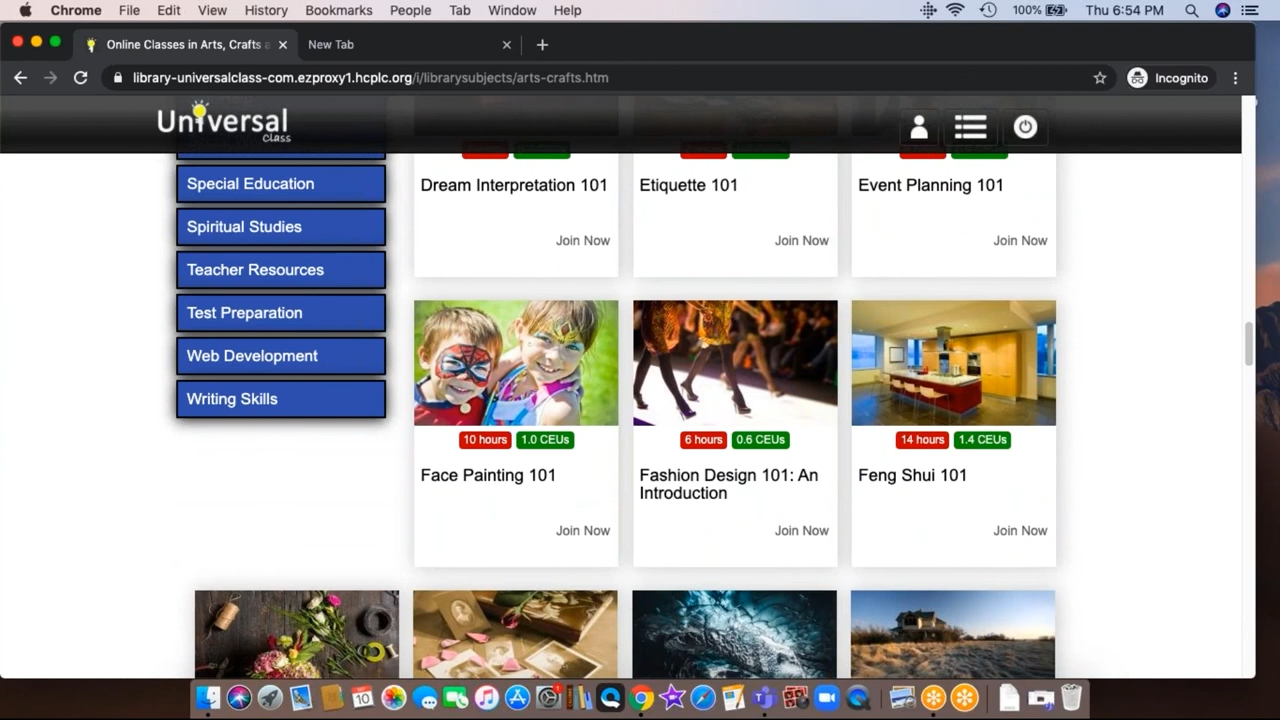 Chrome File Edit View History Bookmarks People Tab Window Help 100% Thu 6:54 PM
Online Classes in Arts, Crafts a New Tab
library-universalclass-com.ezproxy1.hcplc.org/i/librarysubjects/arts-crafts.htm Incognito
Universal
class
Special Education
Spiritual Studies
Teacher Resources
Test Preparation
Web Development
Writing Skills
Dream Interpretation 101
Join Now
Etiquette 101
Join Now
Event Planning 101
Join Now
10 hours 1.0 CEUs
Face Painting 101
Join Now
6 hours 0.6 CEUs
Fashion Design 101: An
Introduction
Join Now
14 hours 1.4 CEUs
Feng Shui 101
Join Now
10